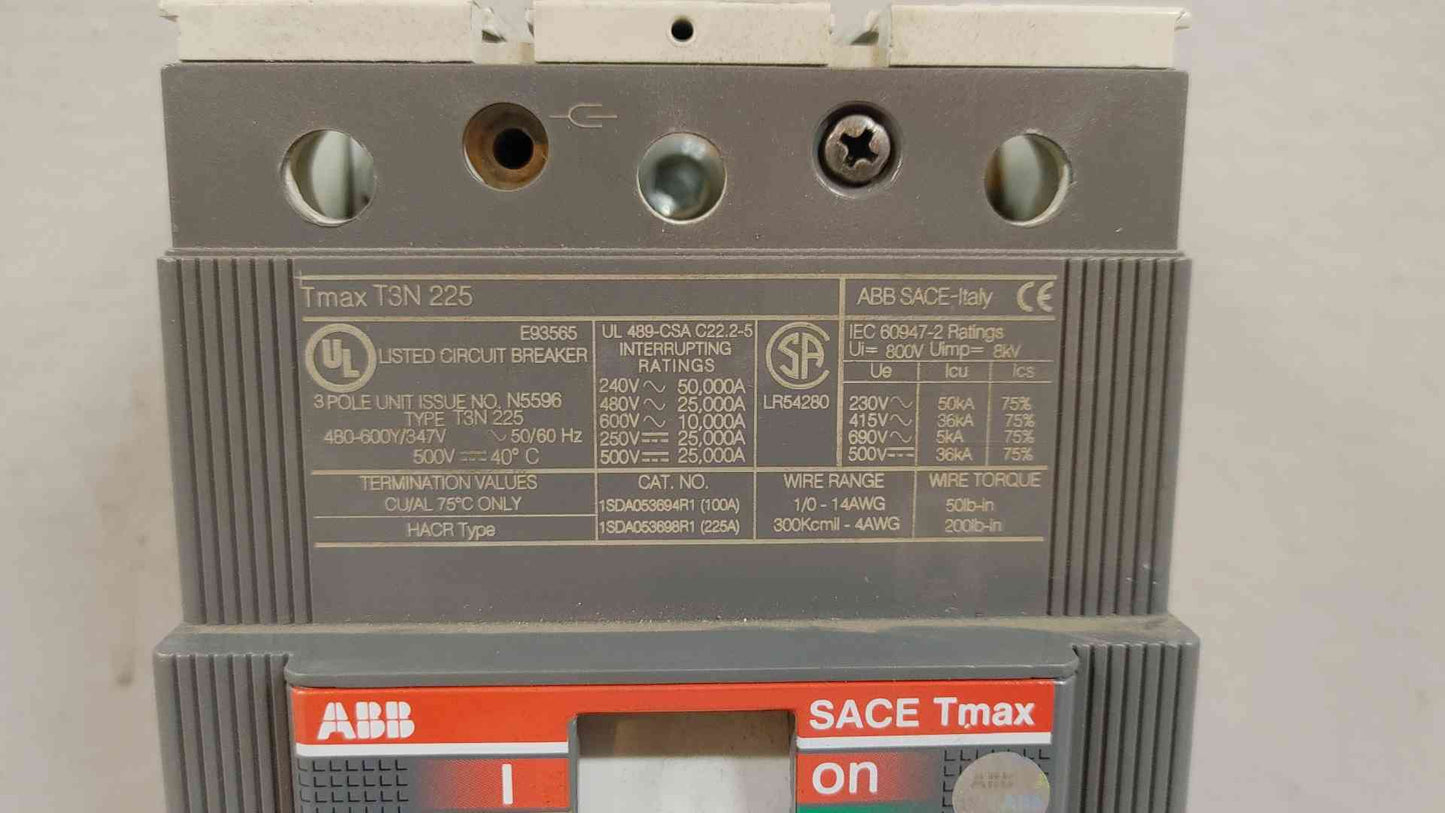 Tmax T3N 225
ABB SACE-Italy CE
UL
E93565
LISTED CIRCUIT BREAKER
3 POLE UNIT ISSUE NO. N5596
TYPE T3N 225
480-600Y/347V ~ 50/60 Hz
500V ⎓ 40° C
UL 489-CSA C22.2-5
INTERRUPTING
RATINGS
240V ~ 50,000A
480V ~ 25,000A
600V ~ 10,000A
250V ⎓ 25,000A
500V ⎓ 25,000A
SA
LR54280
IEC 60947-2 Ratings
Ui= 800V Uimp= 8kV
Ue Icu Ics
230V ~ 50kA 75%
415V ~ 36kA 75%
690V ~ 5kA 75%
500V ⎓ 36kA 75%
TERMINATION VALUES
CU/AL 75°C ONLY
HACR Type
CAT. NO.
1SDA053694R1 (100A)
1SDA053698R1 (225A)
WIRE RANGE
1/0 - 14AWG
300Kcmil - 4AWG
WIRE TORQUE
50lb-in
200lb-in
ABB
SACE Tmax
I
on
ABB
ABB